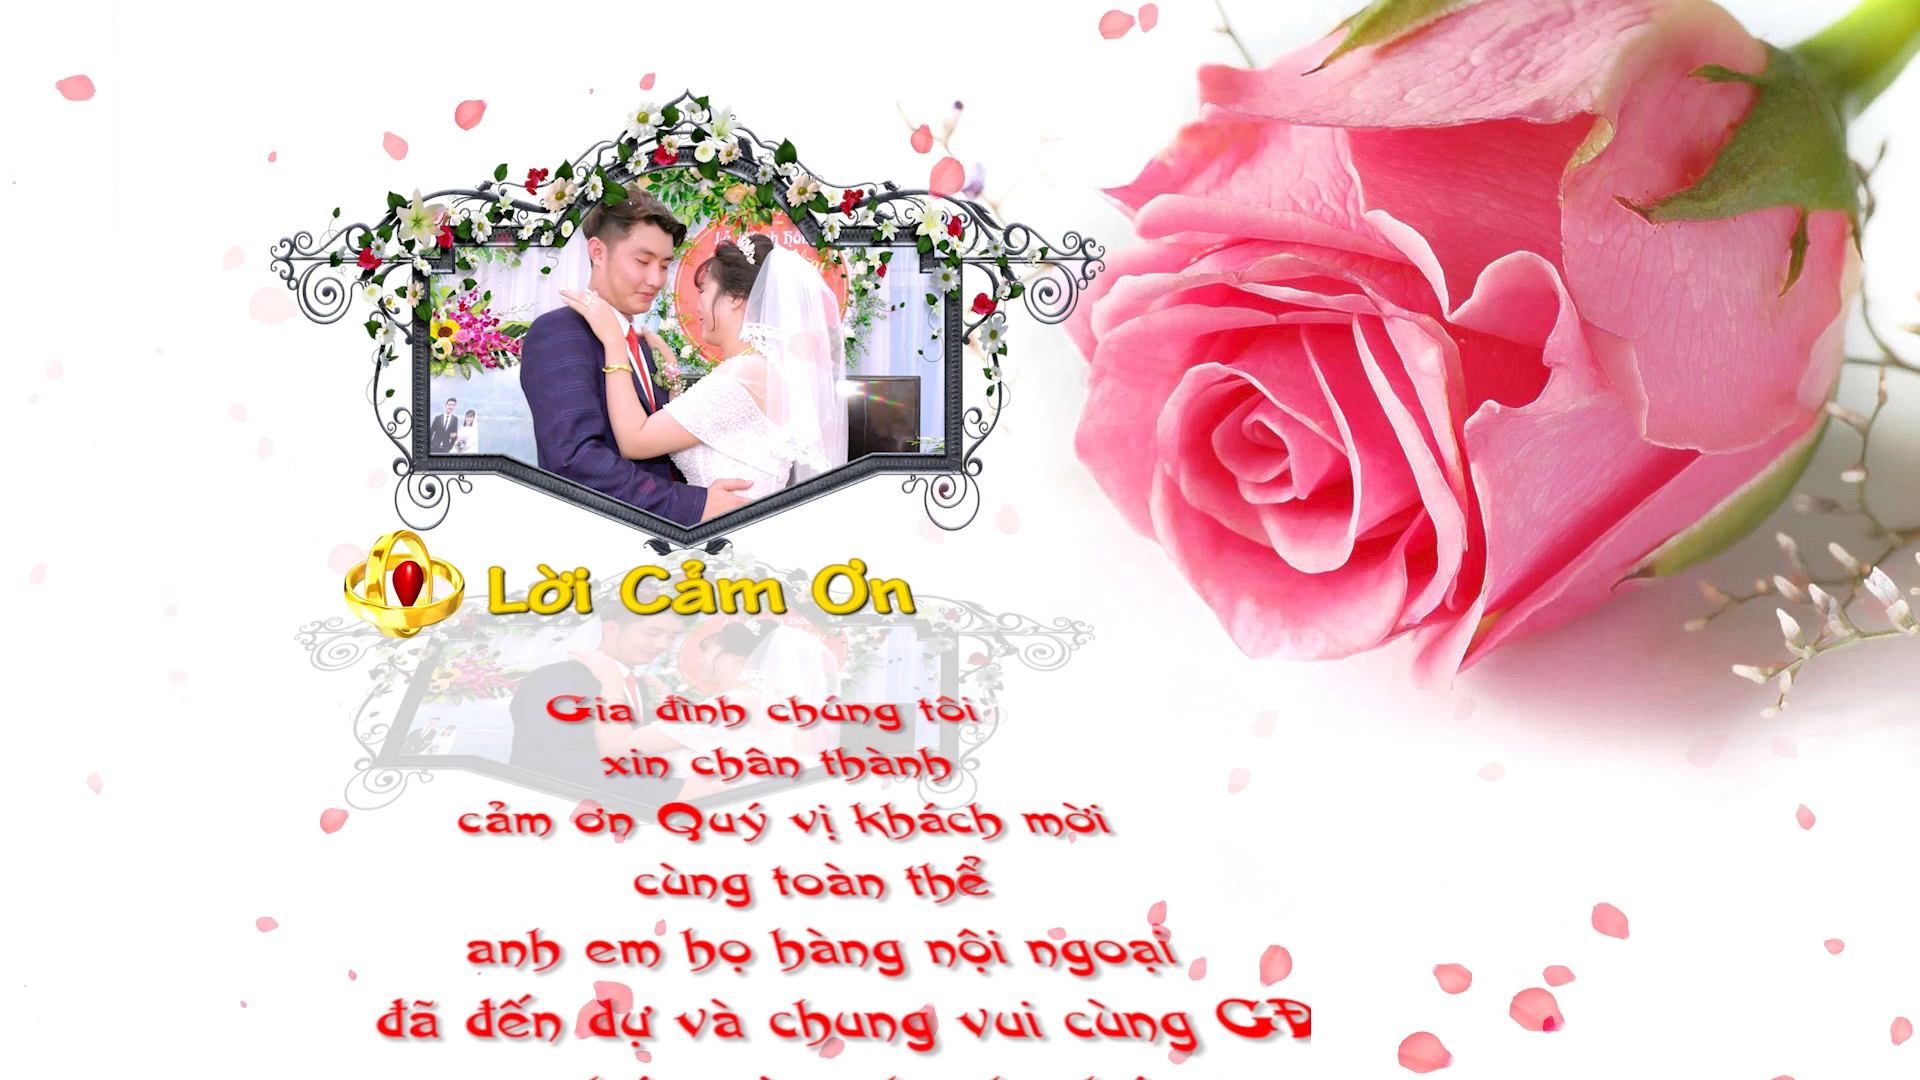 Lời Cảm Ơn
Gia đình chúng tôi
xin chân thành
cảm ơn Quý vị khách mời
cùng toàn thể
anh em họ hàng nội ngoại
đã đến dự và chung vui cùng GĐ